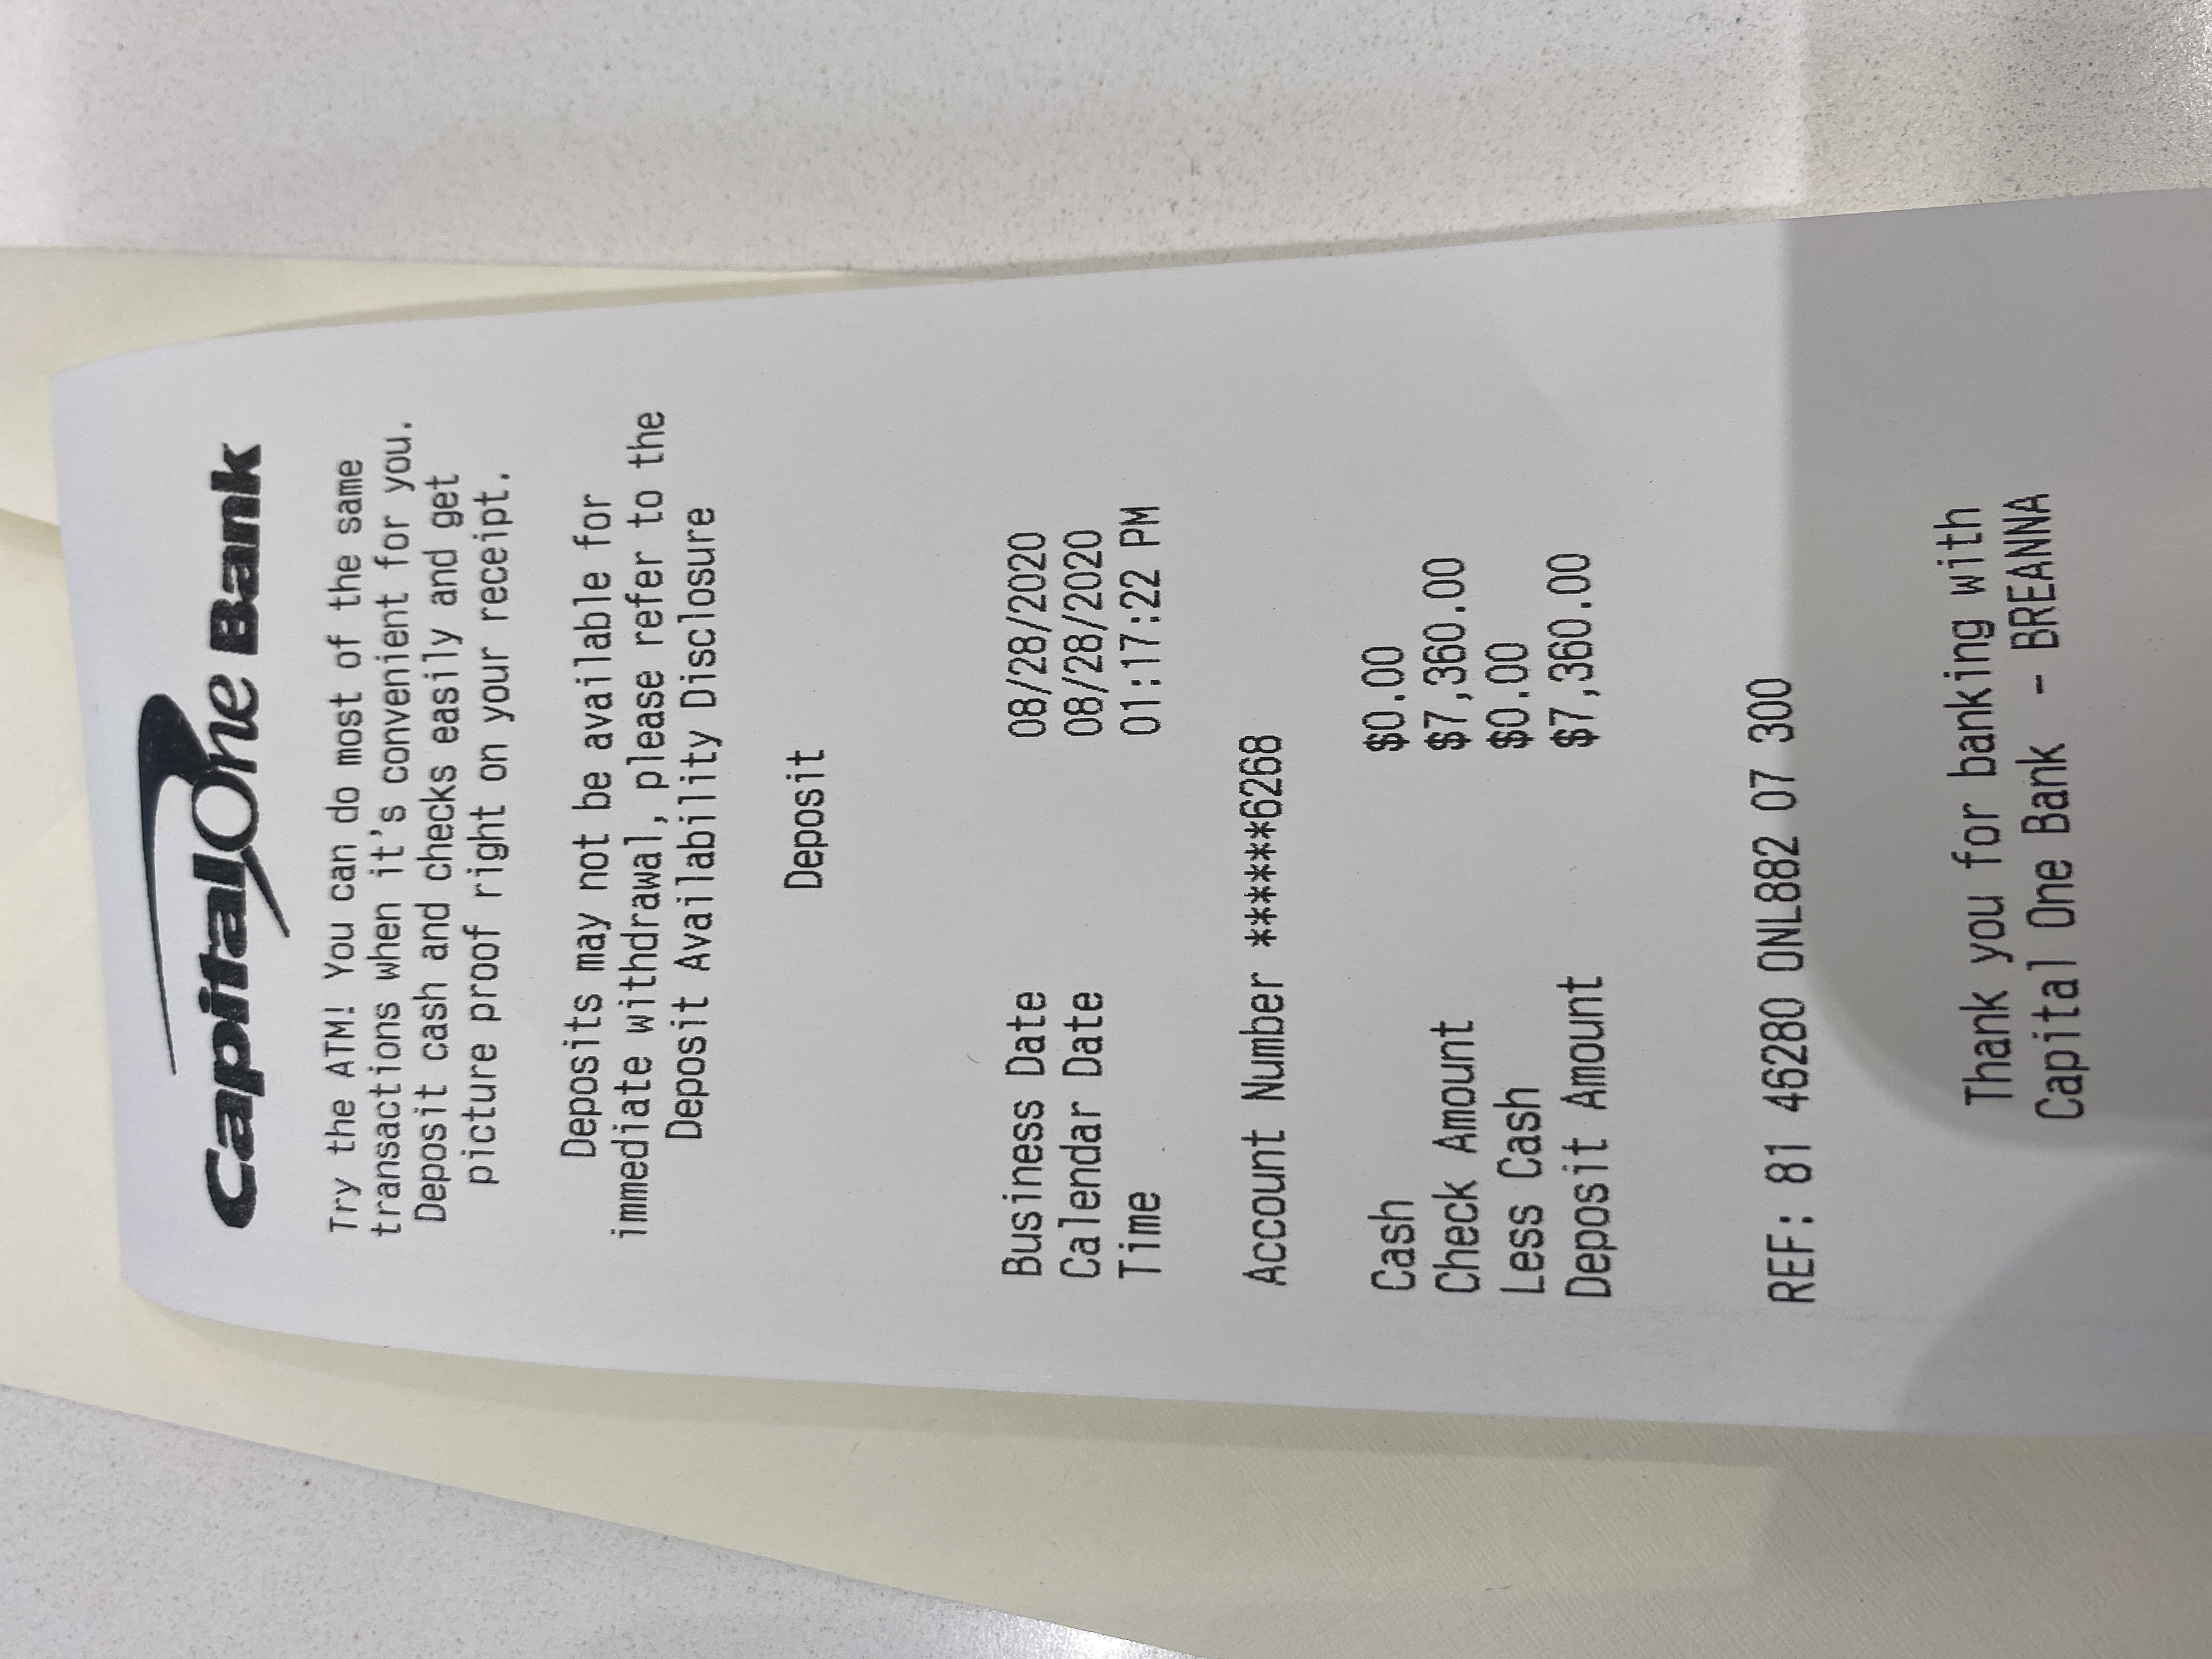 Capital One Bank
Try the ATM! You can do most of the same
transactions when it's convenient for you.
Deposit cash and checks easily and get
picture proof right on your receipt.
Deposits may not be available for
immediate withdrawal, please refer to the
Deposit Availability Disclosure
Deposit
Business Date 08/28/2020
Calendar Date 08/28/2020
Time 01:17:22 PM
Account Number ******6268
Cash $0.00
Check Amount $7,360.00
Less Cash $0.00
Deposit Amount $7,360.00
REF: 81 46280 ONL882 07 300
Thank you for banking with
Capital One Bank - BREANNA